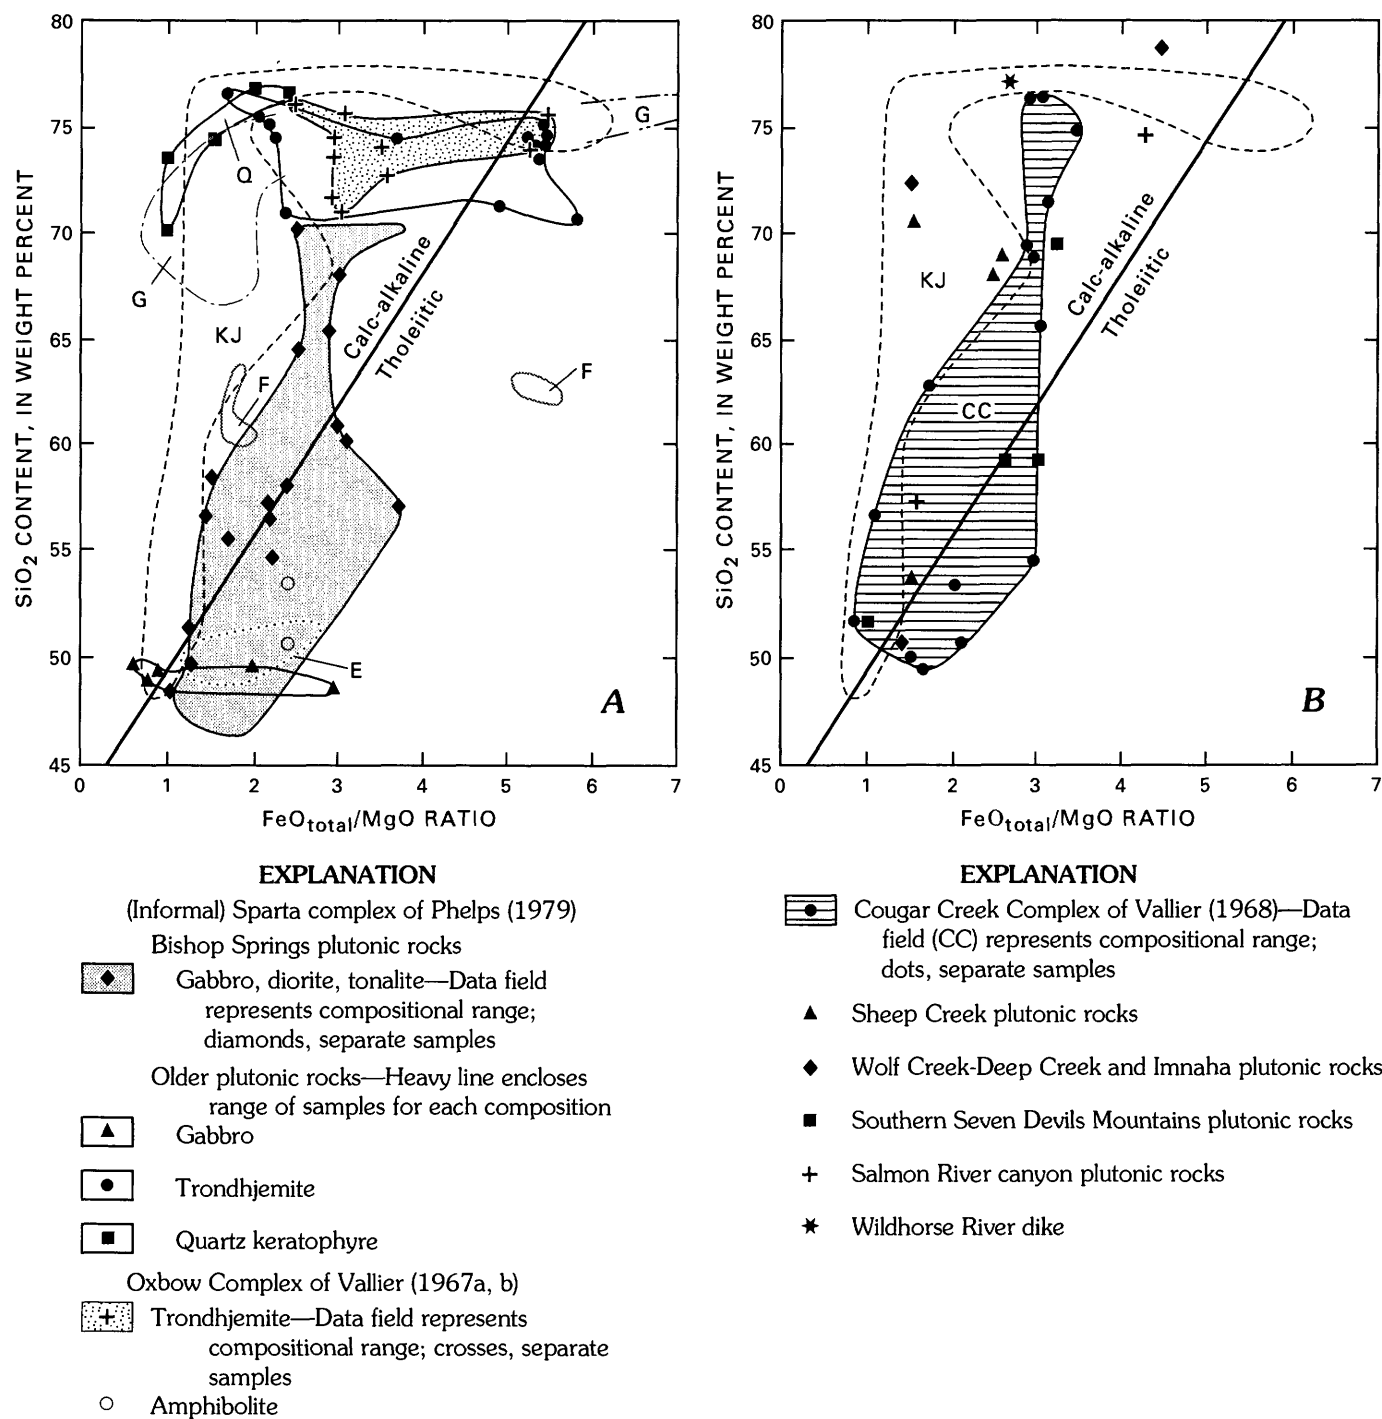 80
75
70
65
60
55
50
45
SiO2 CONTENT, IN WEIGHT PERCENT
G
Q
G
KJ
F
F
E
Calc-alkaline
Tholeiitic
A
0 1 2 3 4 5 6 7
FeOtotal/MgO RATIO
80
75
70
65
60
55
50
45
SiO2 CONTENT, IN WEIGHT PERCENT
KJ
CC
Calc-alkaline
Tholeiitic
B
0 1 2 3 4 5 6 7
FeOtotal/MgO RATIO
EXPLANATION
(Informal) Sparta complex of Phelps (1979)
Bishop Springs plutonic rocks
Gabbro, diorite, tonalite—Data field
represents compositional range;
diamonds, separate samples
Older plutonic rocks—Heavy line encloses
range of samples for each composition
Gabbro
Trondhjemite
Quartz keratophyre
Oxbow Complex of Vallier (1967a, b)
Trondhjemite—Data field represents
compositional range; crosses, separate
samples
Amphibolite
EXPLANATION
Cougar Creek Complex of Vallier (1968)—Data
field (CC) represents compositional range;
dots, separate samples
Sheep Creek plutonic rocks
Wolf Creek-Deep Creek and Imnaha plutonic rocks
Southern Seven Devils Mountains plutonic rocks
Salmon River canyon plutonic rocks
Wildhorse River dike